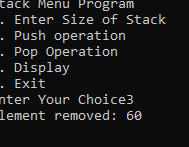 tack Menu Program
. Enter Size of Stack
. Push operation
. Pop Operation
. Display
. Exit
nter Your Choice3
lement removed: 60